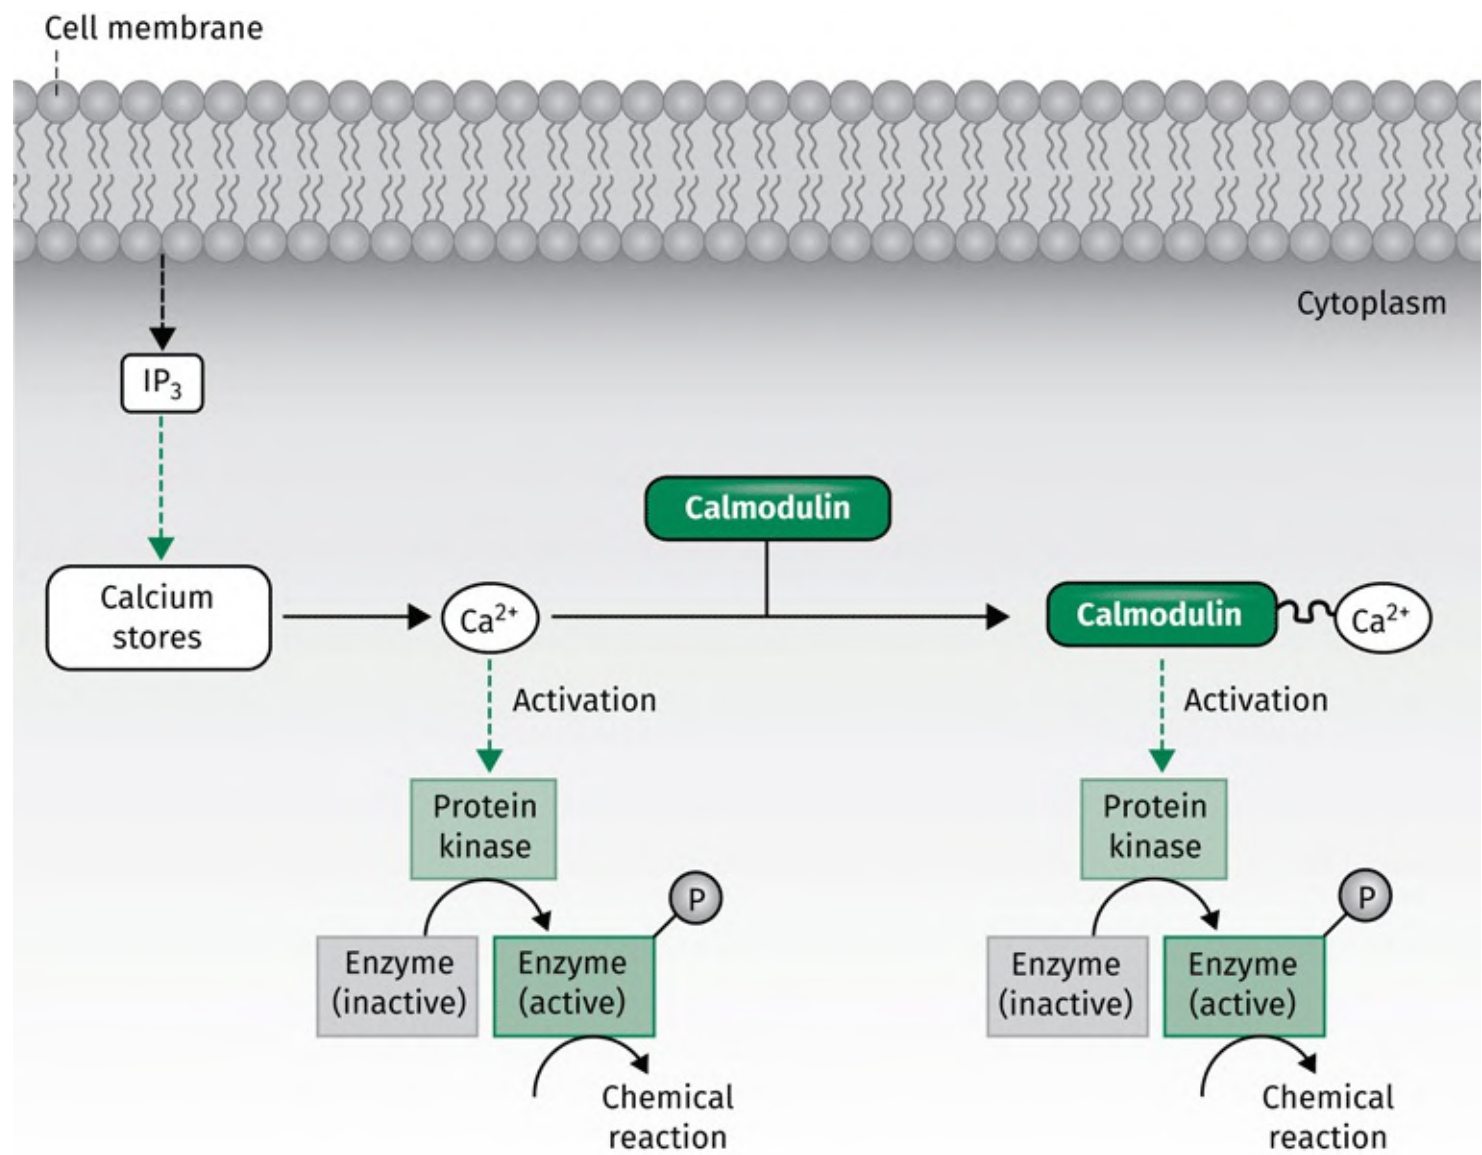 Cell membrane
Cytoplasm
IP₃
Calmodulin
Calcium
stores
Ca²⁺
Calmodulin
Ca²⁺
Activation
Activation
Protein
kinase
Protein
kinase
P
P
Enzyme
(inactive)
Enzyme
(active)
Enzyme
(inactive)
Enzyme
(active)
Chemical
reaction
Chemical
reaction